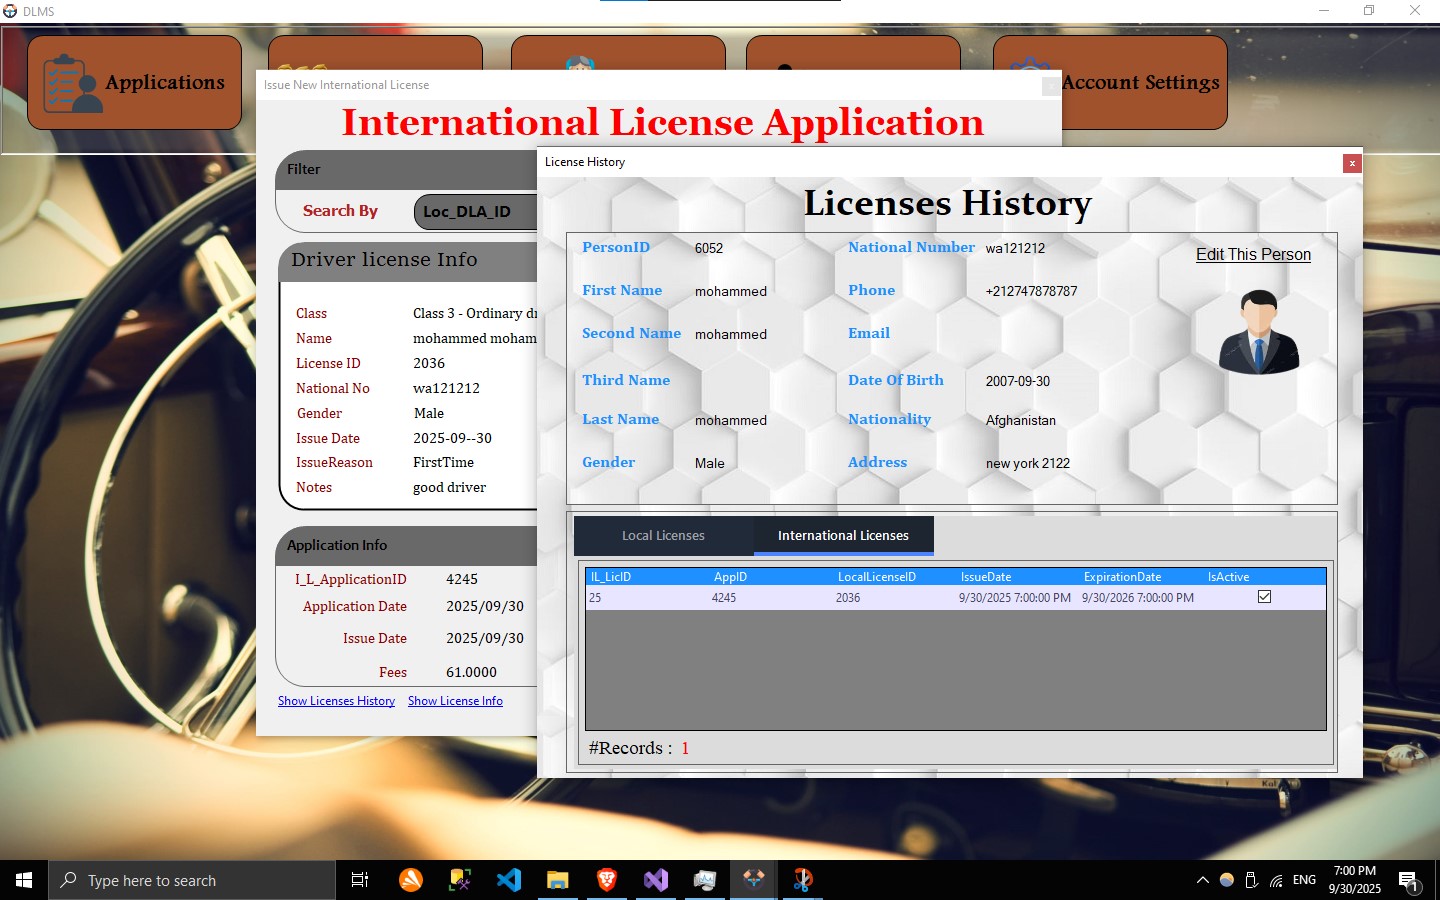 DLMS
Applications
Account Settings
Issue New International License
International License Application
Filter
Search By
Loc_DLA_ID
Driver license Info
Class
Class 3 - Ordinary
Name
mohammed
License ID
2036
National No
wa121212
Gender
Male
Issue Date
2025-09--30
IssueReason
FirstTime
Notes
good driver
Application Info
I_L_ApplicationID
4245
Application Date
2025/09/30
Issue Date
2025/09/30
Fees
61.0000
Show Licenses History
Show License Info
License History
x
Licenses History
PersonID
6052
National Number
wa121212
Edit This Person
First Name
mohammed
Phone
+212747878787
Second Name
mohammed
Email
Third Name
Date Of Birth
2007-09-30
Last Name
mohammed
Nationality
Afghanistan
Gender
Male
Address
new york 2122
Local Licenses
International Licenses
IL_LicID AppID LocalLicenseID IssueDate ExpirationDate IsActive
25 4245 2036 9/30/2025 7:00:00 PM 9/30/2026 7:00:00 PM
#Records : 1
Type here to search
ENG
7:00 PM
9/30/2025
1